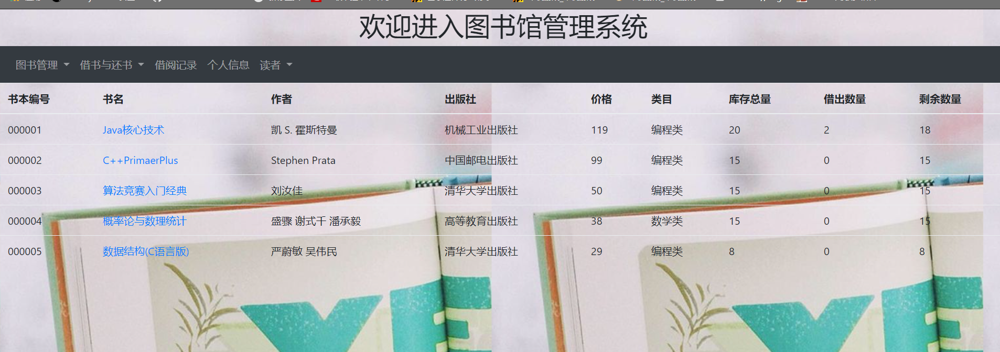 欢迎进入图书馆管理系统
图书管理 借书与还书 借阅记录 个人信息 读者
书本编号 书名 作者 出版社 价格 类目 库存总量 借出数量 剩余数量
000001 Java核心技术 凯 S. 霍斯特曼 机械工业出版社 119 编程类 20 2 18
000002 C++PrimaerPlus Stephen Prata 中国邮电出版社 99 编程类 15 0 15
000003 算法竞赛入门经典 刘汝佳 清华大学出版社 50 编程类 15 0 15
000004 概率论与数理统计 盛骤 谢式千 潘承毅 高等教育出版社 38 数学类 15 0 15
000005 数据结构(C语言版) 严蔚敏 吴伟民 清华大学出版社 29 编程类 8 0 8